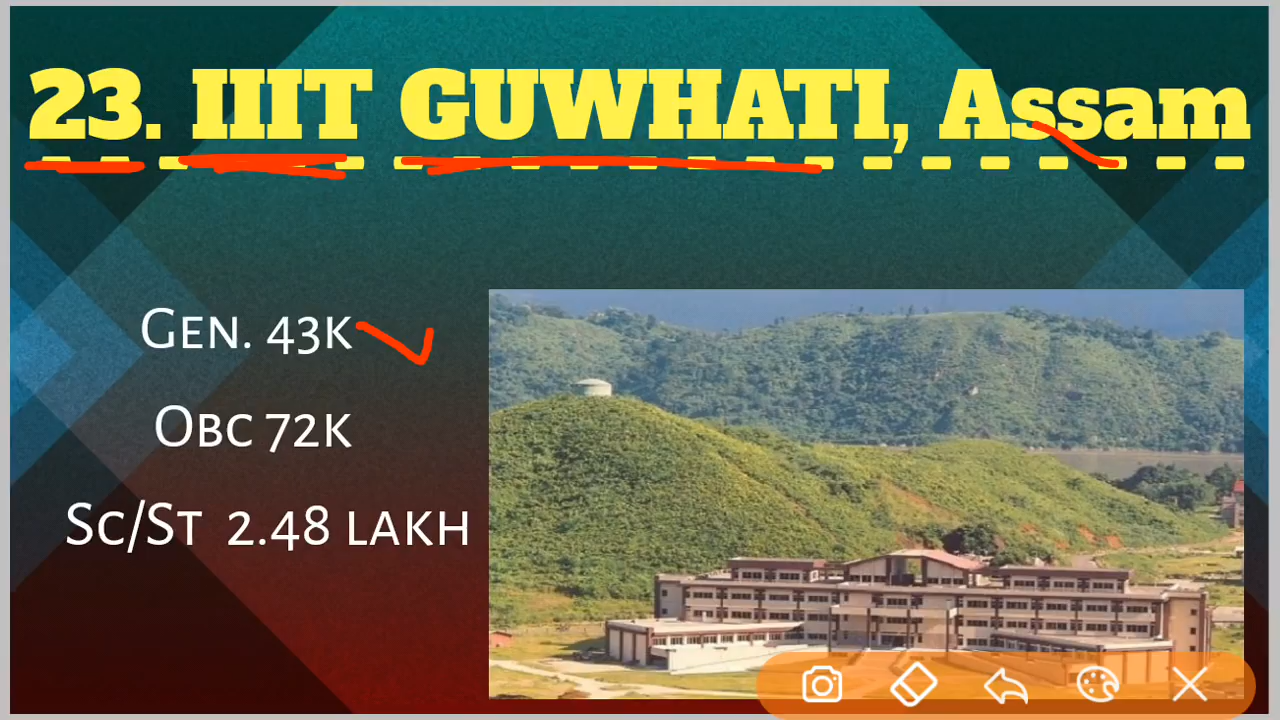 23. IIIT GUWHATI, Assam
GEN. 43K
OBC 72K
SC/ST 2.48 LAKH